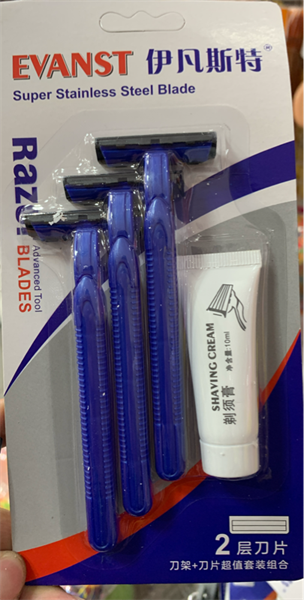 EVANST 伊凡斯特®
Super Stainless Steel Blade
Razor
Advanced Tool
BLADES
SHAVING CREAM
净含量:10ml
剃须膏
2层刀片
刀架+刀片超值套装组合